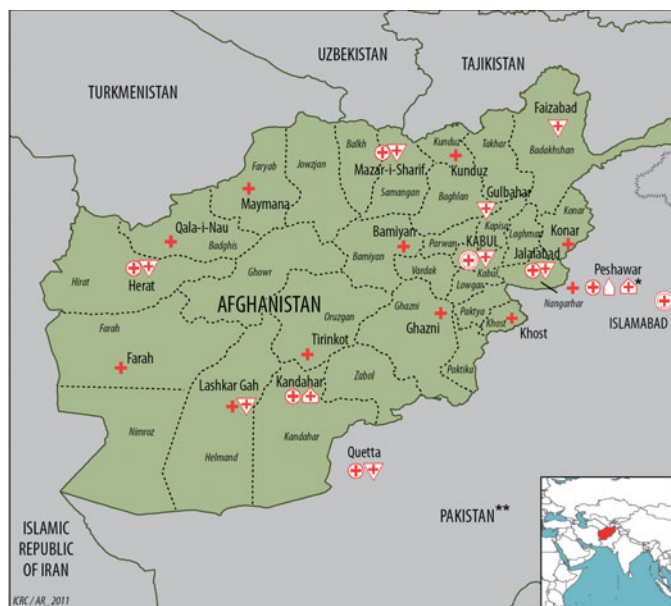 UZBEKISTAN
TAJIKISTAN
TURKMENISTAN
Faizabad
Badakhshan
Balkh
Kunduz
Takhar
Jowzjan
Faryab
Mazar-i-Sharif
Kunduz
Samangan
Baghlan
Gulbahar
Maymana
Kapisa
Konar
Laghman
Qala-i-Nau
Bamiyan
Parwan
KABUL
Konar
Badghis
Jalalabad
Hirat
Herat
Ghowr
Bamiyan
Vardak
Kabul
Peshawar
*
Lowgar
Nangarhar
AFGHANISTAN
Ghazni
Paktya
ISLAMABAD
Oruzgan
Khost
Farah
Tirinkot
Ghazni
Khost
Farah
Paktika
Lashkar Gah
Kandahar
Zabol
Nimroz
Helmand
Kandahar
Quetta
PAKISTAN**
ISLAMIC
REPUBLIC
OF IRAN
ICRC / AR_2011